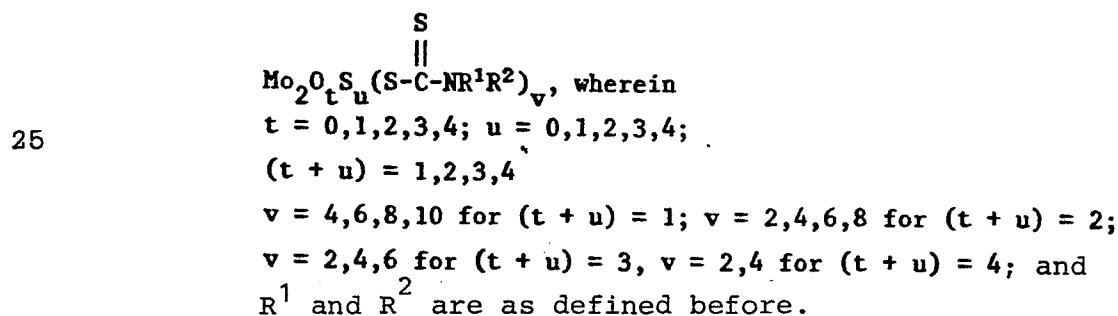 S
||
Mo₂OₜSᵤ(S-C-NR¹R²)ᵥ, wherein
25 t = 0,1,2,3,4; u = 0,1,2,3,4;
(t + u) = 1,2,3,4
v = 4,6,8,10 for (t + u) = 1; v = 2,4,6,8 for (t + u) = 2;
v = 2,4,6 for (t + u) = 3, v = 2,4 for (t + u) = 4; and
R¹ and R² are as defined before.